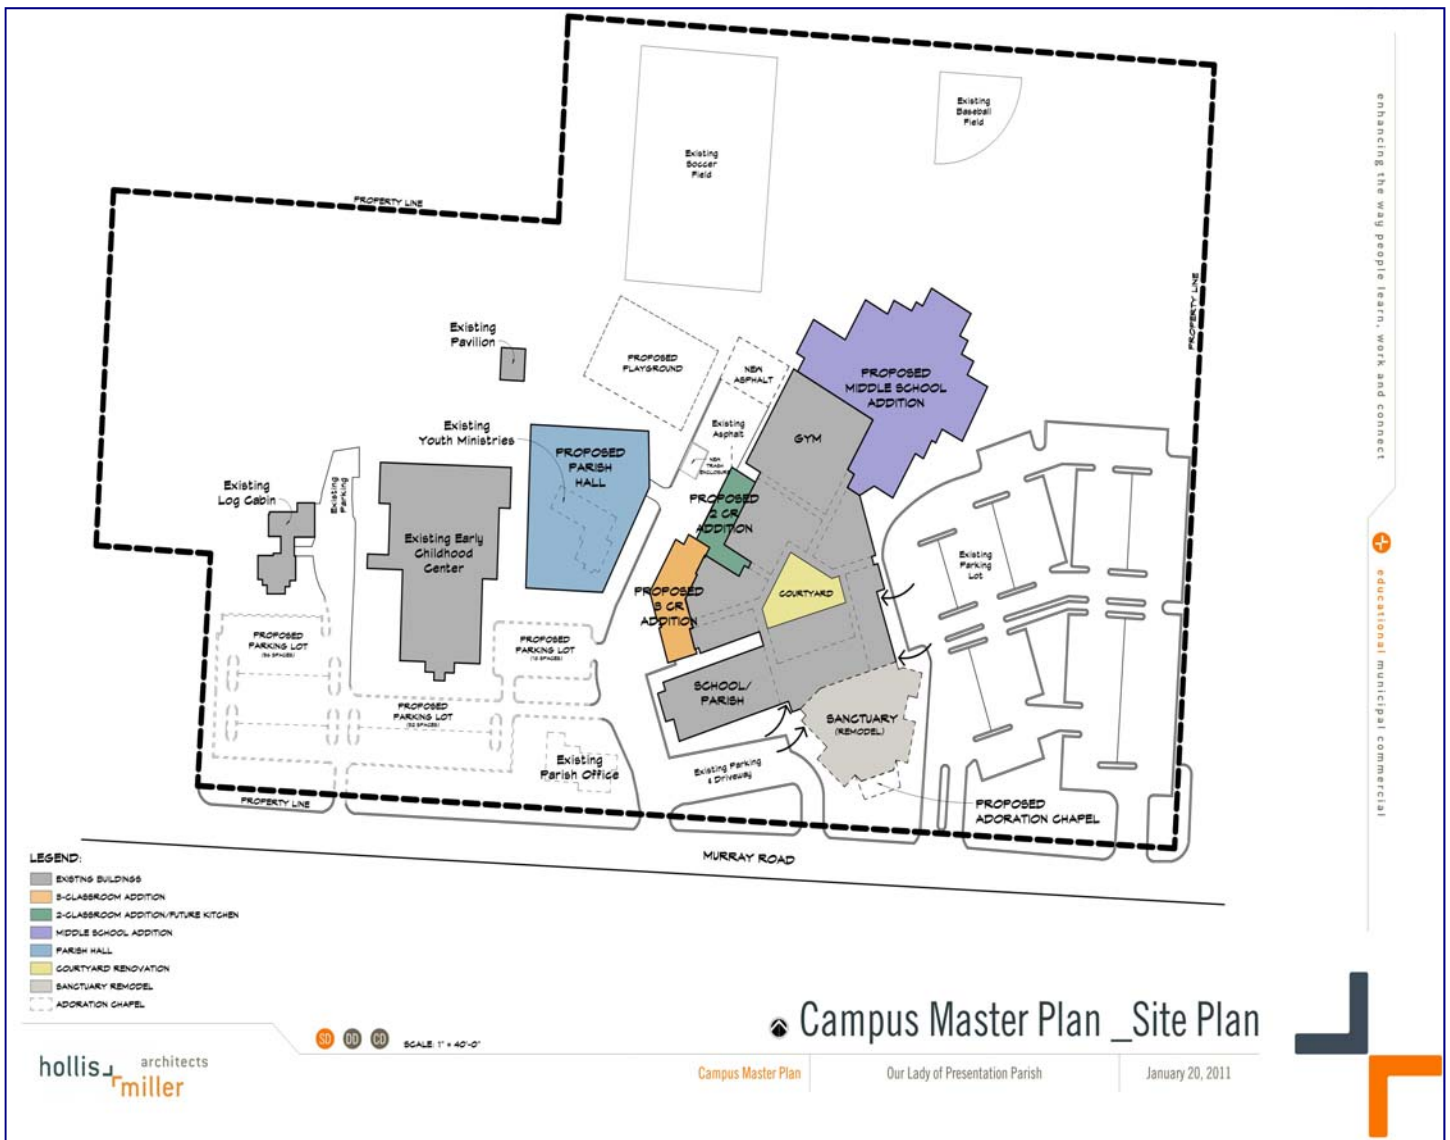 Existing
Baseball
Field
Existing
Soccer
Field
PROPERTY LINE
PROPERTY LINE
enhancing the way people learn, work and connect
educational municipal commercial
Existing
Pavilion
PROPOSED
PLAYGROUND
NEW
ASPHALT
PROPOSED
MIDDLE SCHOOL
ADDITION
Existing
Youth Ministries
PROPOSED
PARISH
HALL
Existing
Asphalt
GYM
NEW
TRASH
ENCLOSURE
Existing
Log Cabin
Existing
Parking
Existing Early
Childhood
Center
PROPOSED
2 CR
ADDITION
PROPOSED
3 CR
ADDITION
COURTYARD
Existing
Parking
Lot
PROPOSED
PARKING LOT
PROPOSED
PARKING LOT
PROPOSED
PARKING LOT
SCHOOL/
PARISH
SANCTUARY
(REMODEL)
Existing
Parish Office
Existing Parking
& Driveway
PROPOSED
ADORATION CHAPEL
PROPERTY LINE
MURRAY ROAD
LEGEND:
EXISTING BUILDINGS
3-CLASSROOM ADDITION
2-CLASSROOM ADDITION/FUTURE KITCHEN
MIDDLE SCHOOL ADDITION
PARISH HALL
COURTYARD RENOVATION
SANCTUARY REMODEL
ADORATION CHAPEL
Campus Master Plan _Site Plan
SD DD CD SCALE: 1" = 40'-0"
hollis architects
miller
Campus Master Plan
Our Lady of Presentation Parish
January 20, 2011